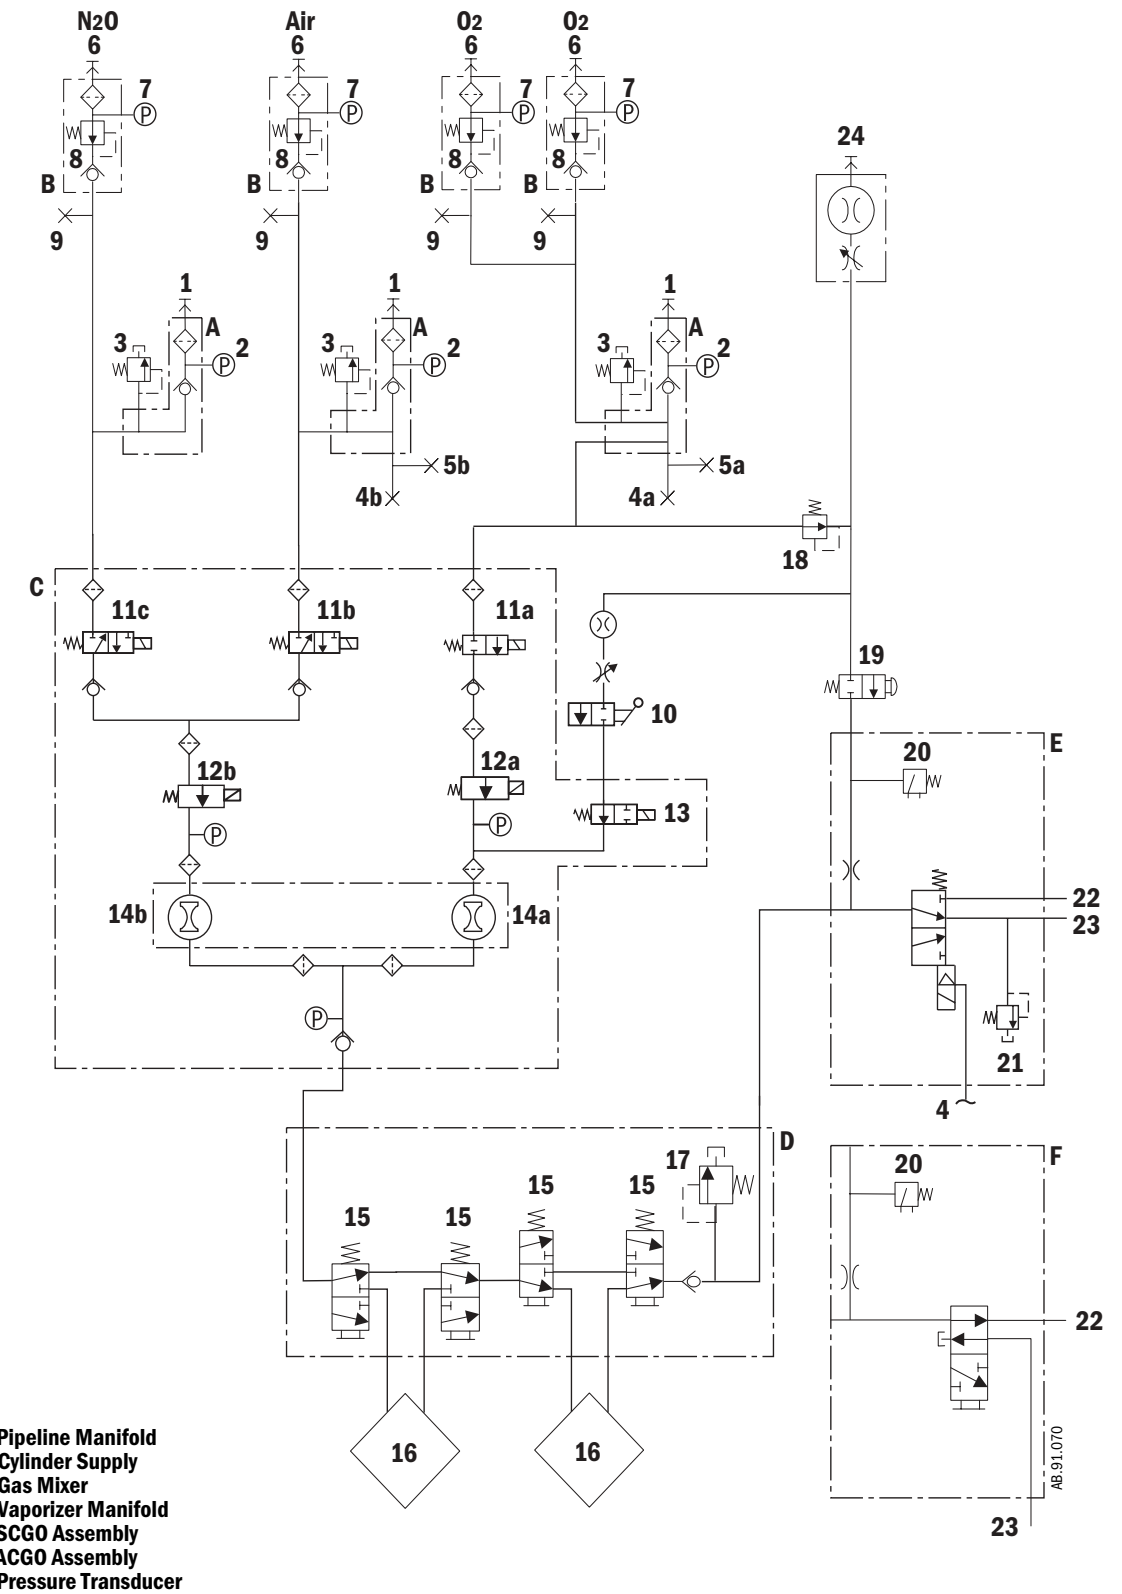 N2O Air O2 O2
6 6 6 6
7 7 7 7
8 8 8 8
B B B B
24
9 9 9 9
1 1 1
A A A
3 2 3 2 3 2
5b 5a
4b 4a
18
C
11c 11b 11a
19
10
E
20
12b 12a
13
14b 14a
22
23
21
4
D
17
F
20
15 15
15 15
22
16 16
AB.91.070
23
Pipeline Manifold
Cylinder Supply
Gas Mixer
Vaporizer Manifold
SCGO Assembly
ACGO Assembly
Pressure Transducer
P P P P
P P P
P P
P